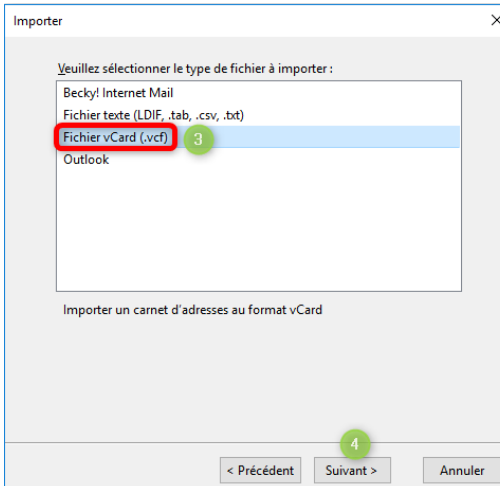 Importer
Veuillez sélectionner le type de fichier à importer :
Becky! Internet Mail
Fichier texte (LDIF, .tab, .csv, .txt)
Fichier vCard (.vcf) 3
Outlook
Importer un carnet d'adresses au format vCard
4
< Précédent Suivant > Annuler